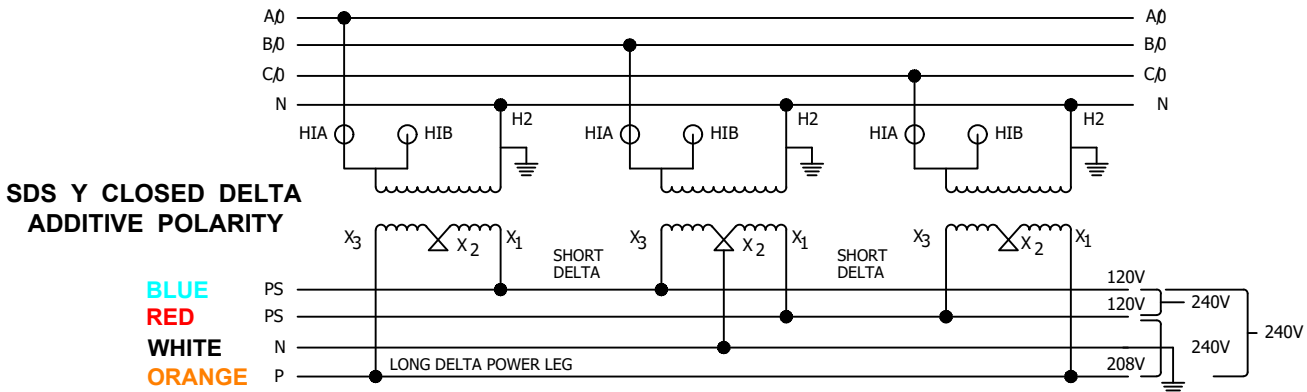 A/0 A/0
B/0 B/0
C/0 C/0
N N
H2 H2 H2
HIA HIB HIA HIB HIA HIB
SDS Y CLOSED DELTA
ADDITIVE POLARITY
X3 X2 X1 X3 X2 X1 X3 X2 X1
SHORT DELTA
SHORT DELTA
BLUE PS 120V
RED PS 120V 240V
240V
WHITE N 240V
LONG DELTA POWER LEG
ORANGE P 208V